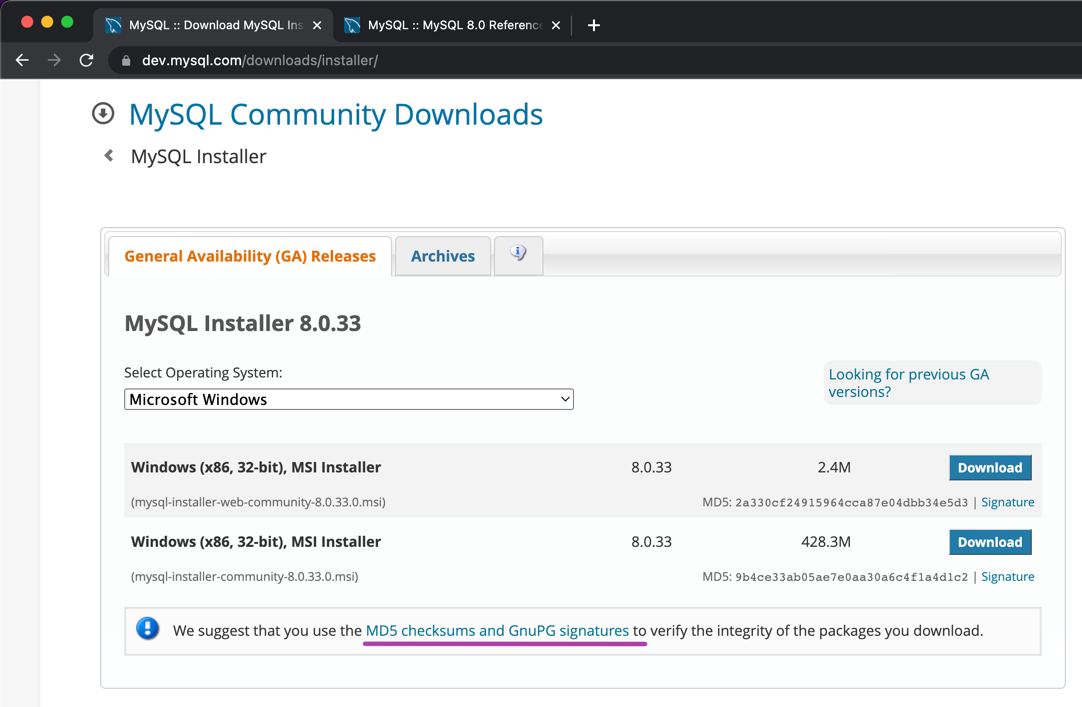 MySQL :: Download MySQL Ins
MySQL :: MySQL 8.0 Reference
dev.mysql.com/downloads/installer/
MySQL Community Downloads
MySQL Installer
General Availability (GA) Releases
Archives
MySQL Installer 8.0.33
Select Operating System:
Looking for previous GA
versions?
Microsoft Windows
Windows (x86, 32-bit), MSI Installer 8.0.33 2.4M Download
(mysql-installer-web-community-8.0.33.0.msi) MD5: 2a330cf24915964cca87e04dbb34e5d3 | Signature
Windows (x86, 32-bit), MSI Installer 8.0.33 428.3M Download
(mysql-installer-community-8.0.33.0.msi) MD5: 9b4ce33ab05ae7e0aa30a6c4f1a4d1c2 | Signature
We suggest that you use the MD5 checksums and GnuPG signatures to verify the integrity of the packages you download.